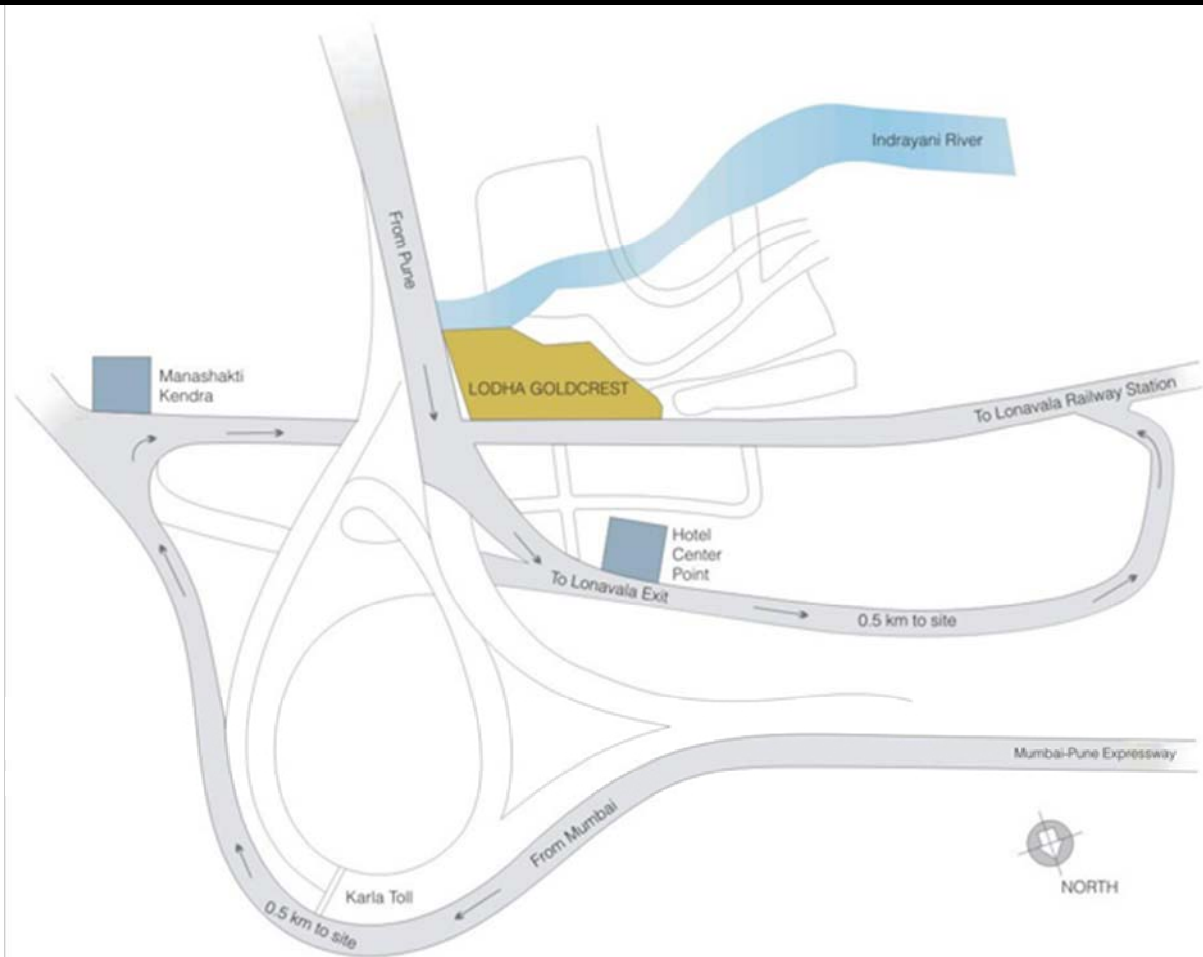 Indrayani River
From Pune
Manashakti
Kendra
LODHA GOLDCREST
To Lonavala Railway Station
Hotel
Center
Point
To Lonavala Exit
0.5 km to site
Mumbai-Pune Expressway
From Mumbai
Karla Toll
0.5 km to site
NORTH